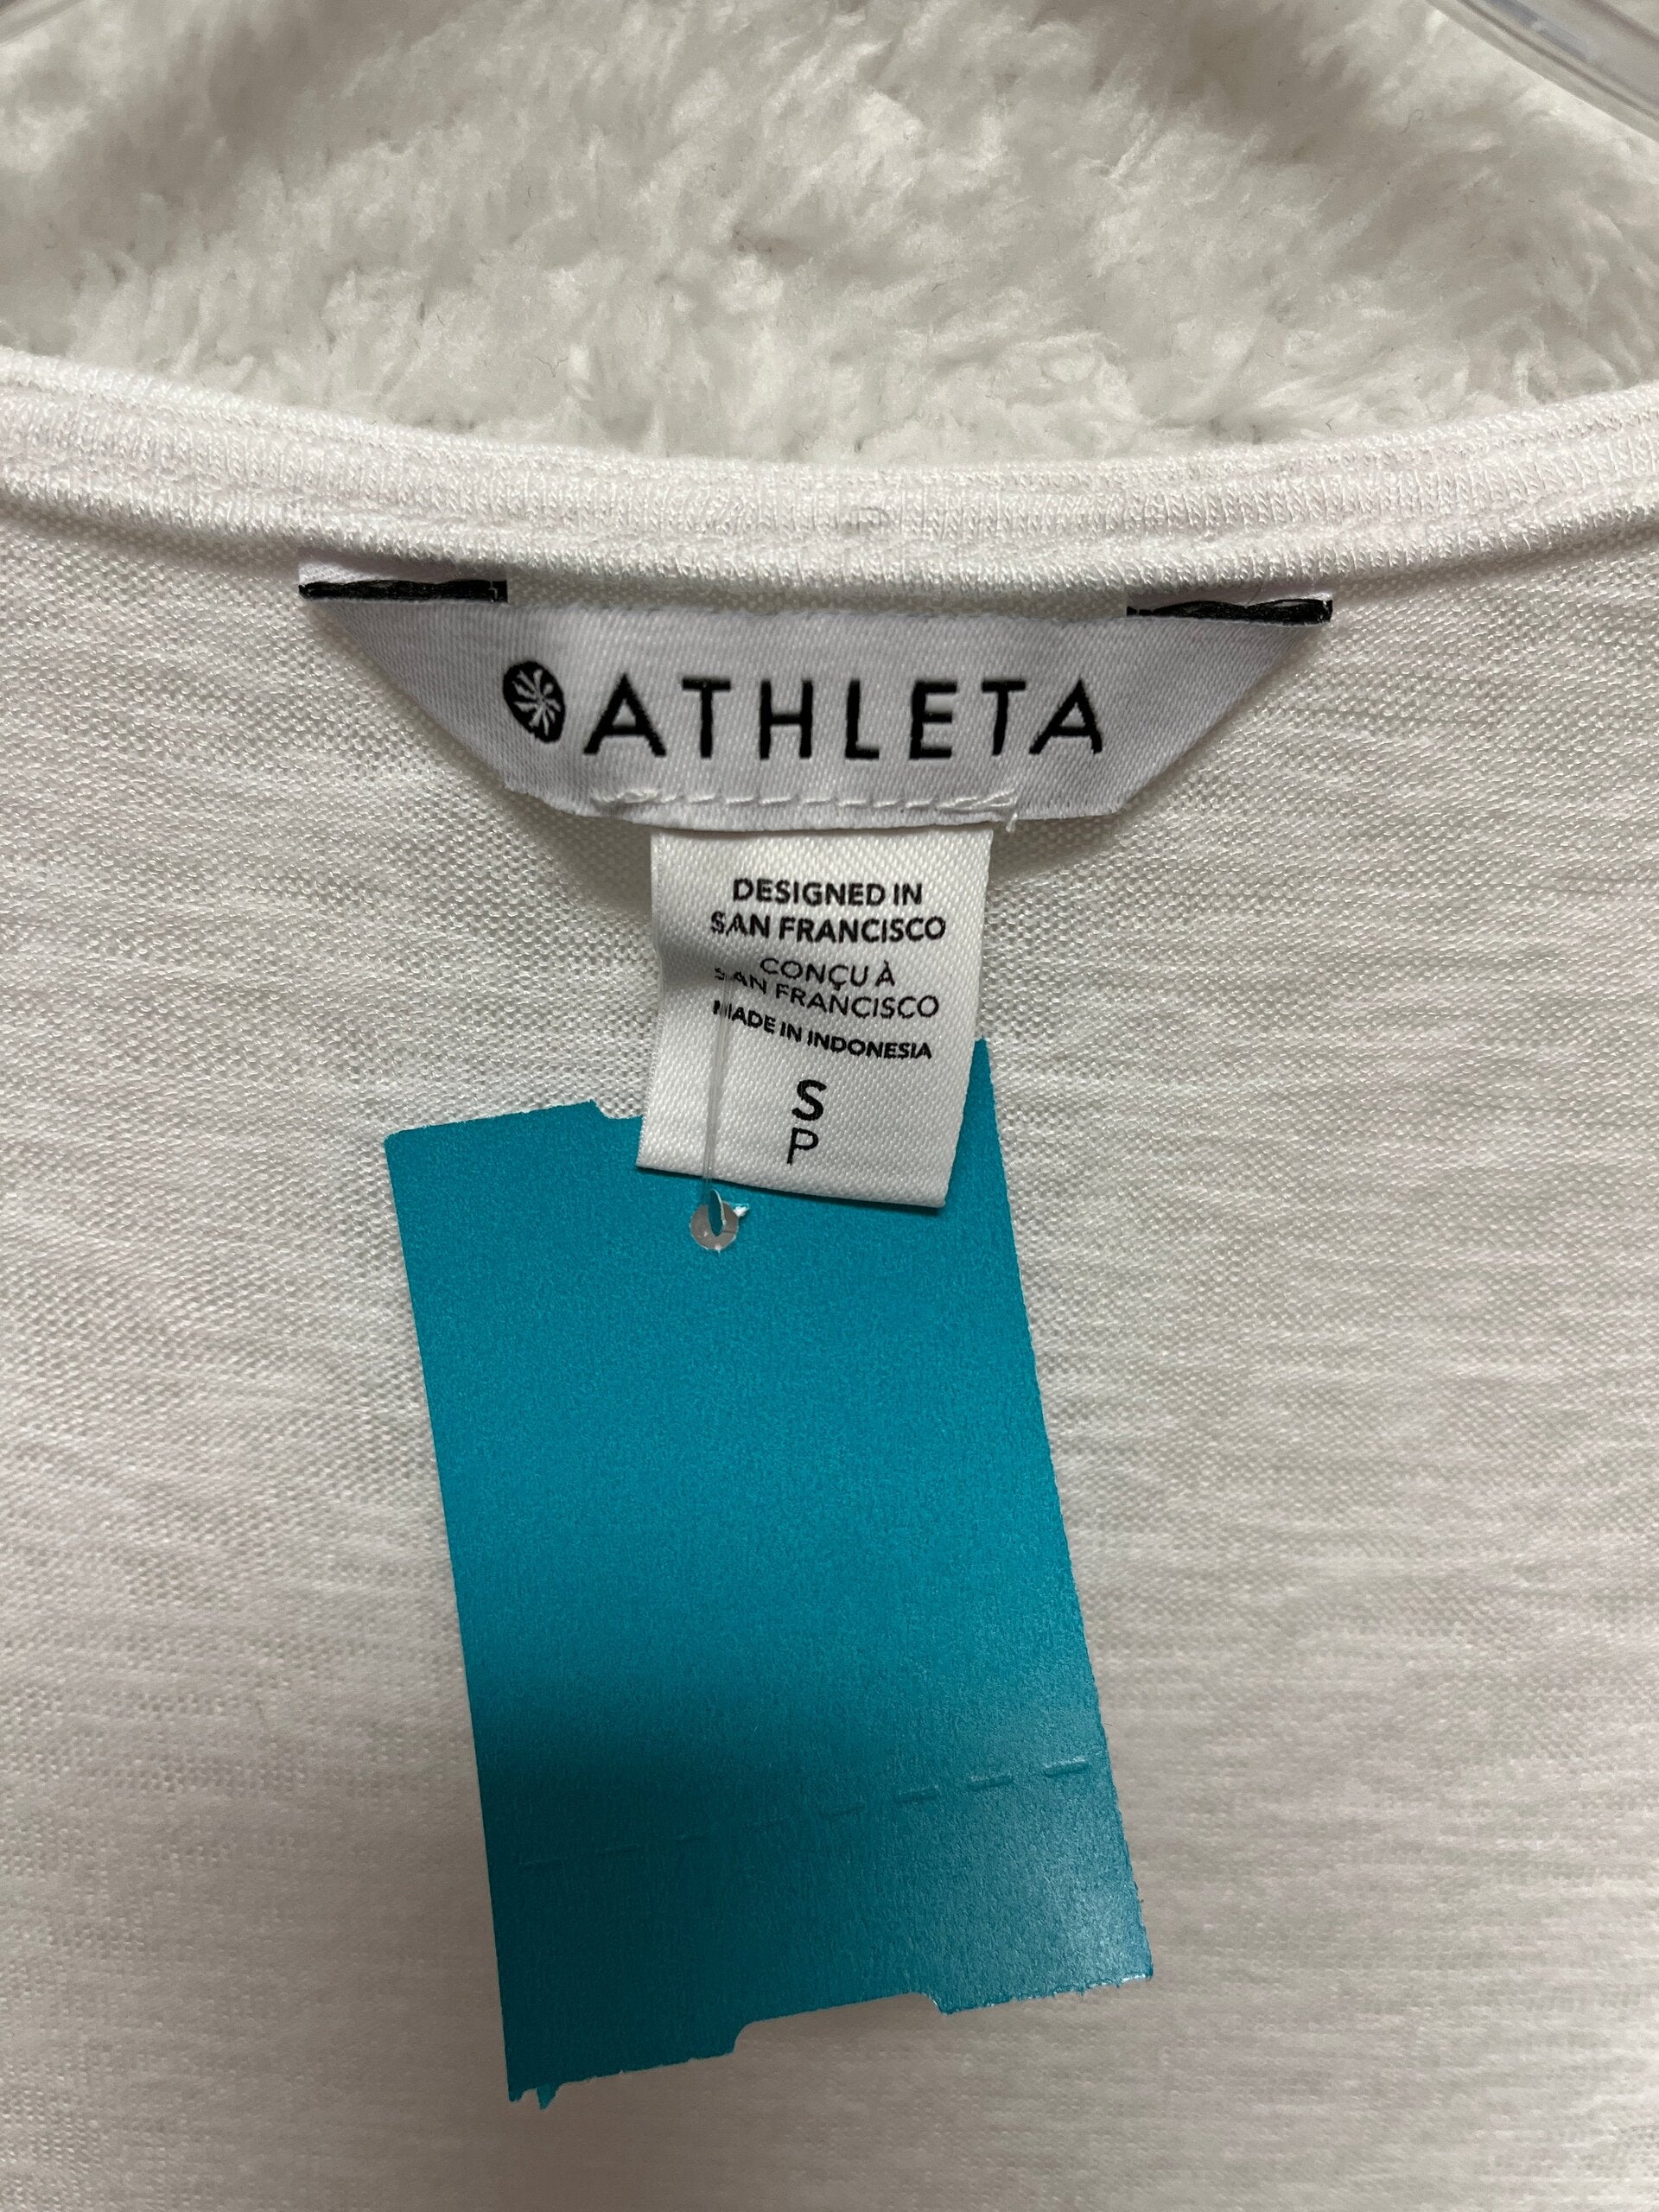 ATHLETA
DESIGNED IN
SAN FRANCISCO
CONÇU À
SAN FRANCISCO
MADE IN INDONESIA
S
P